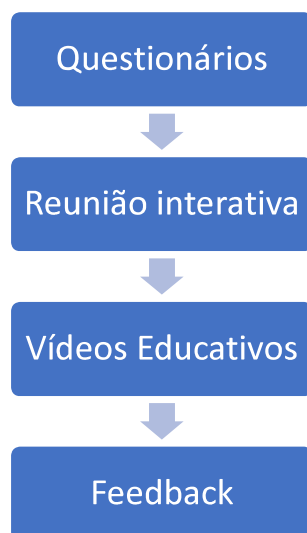 Questionários
Reunião interativa
Vídeos Educativos
Feedback